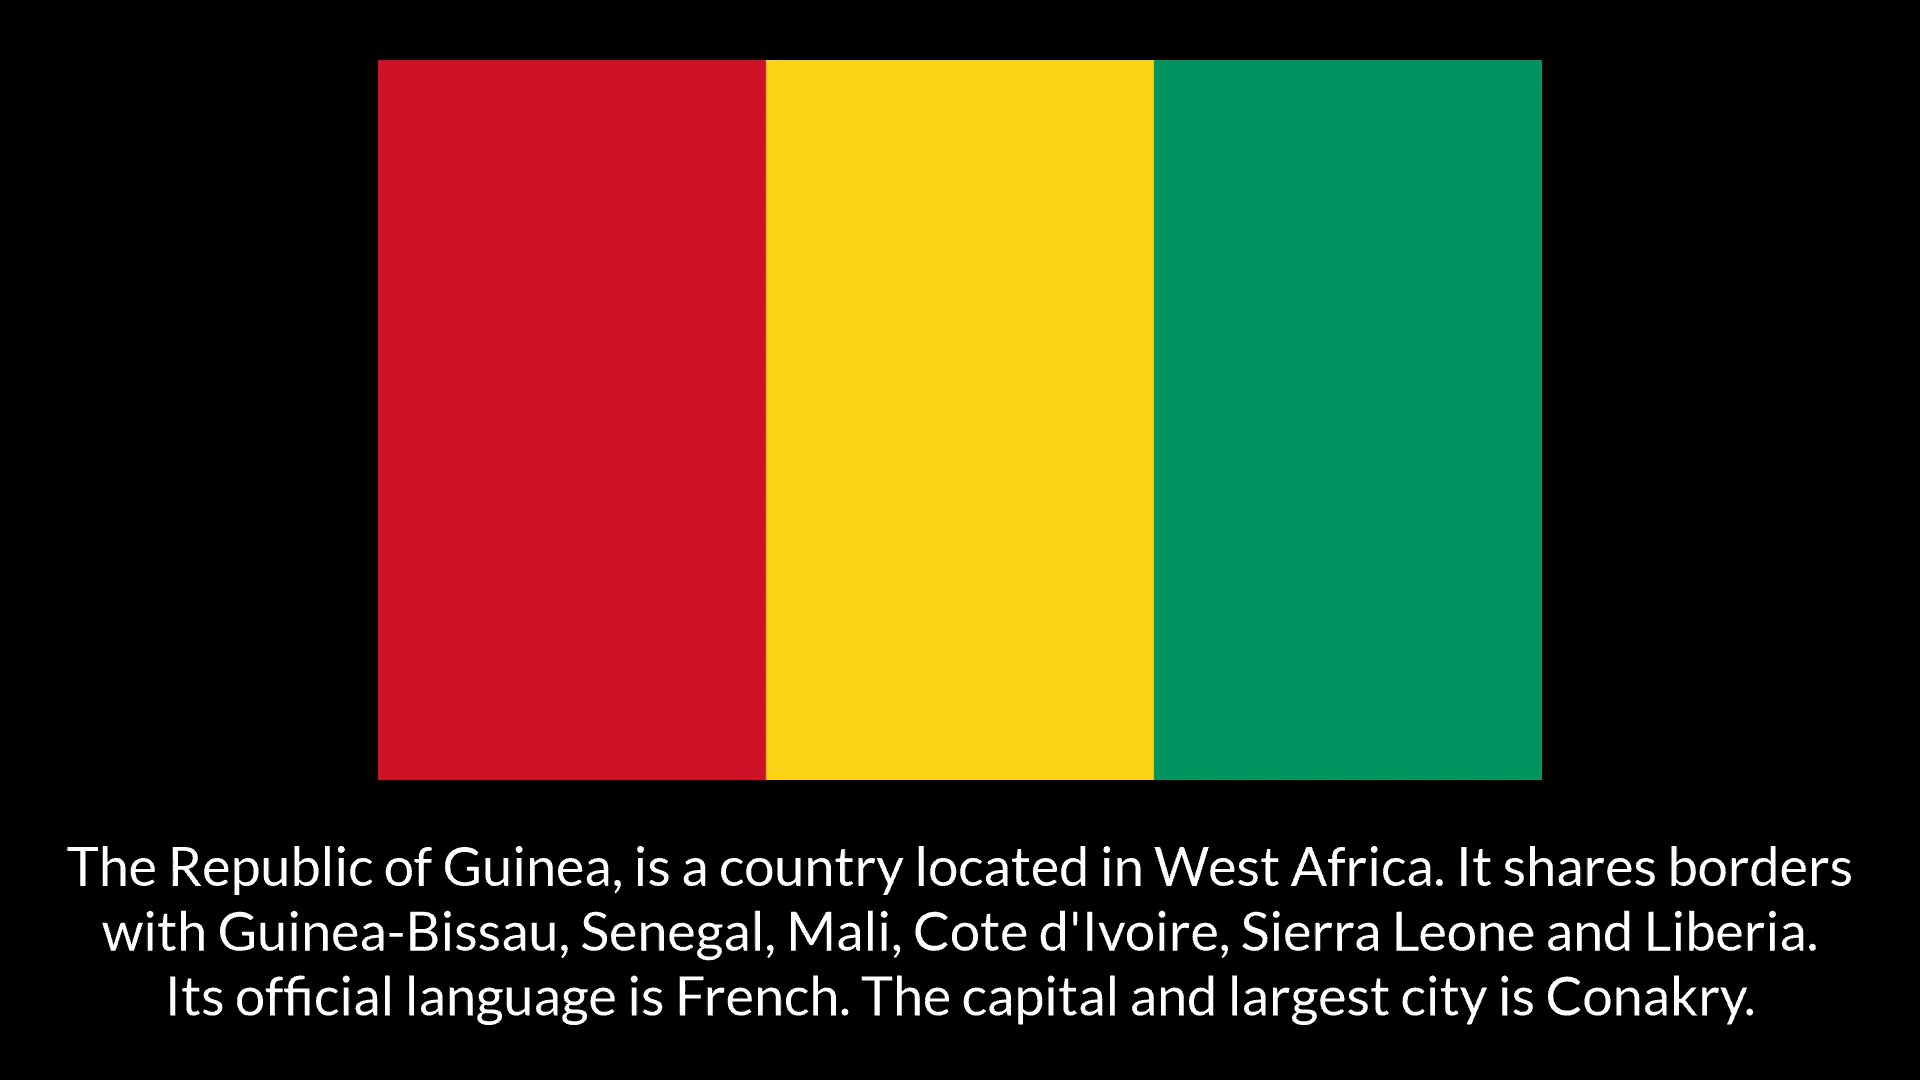 The Republic of Guinea, is a country located in West Africa. It shares borders
with Guinea-Bissau, Senegal, Mali, Cote d'Ivoire, Sierra Leone and Liberia.
Its official language is French. The capital and largest city is Conakry.